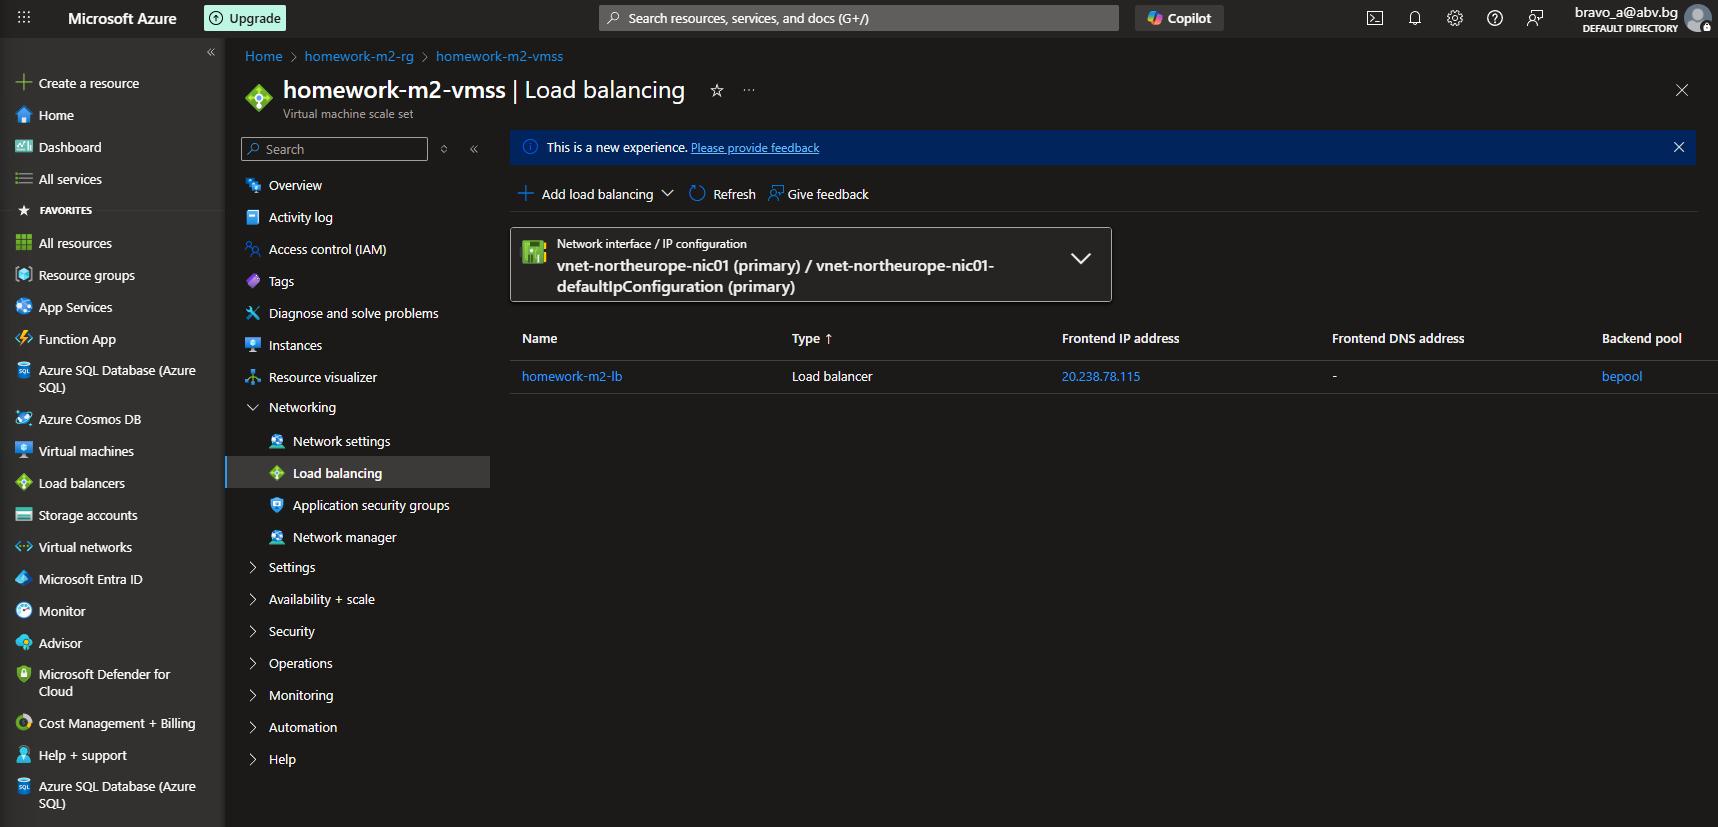 Microsoft Azure
Upgrade
Search resources, services, and docs (G+/)
Copilot
bravo_a@abv.bg
DEFAULT DIRECTORY
Create a resource
Home
Dashboard
All services
FAVORITES
All resources
Resource groups
App Services
Function App
Azure SQL Database (Azure
SQL)
Azure Cosmos DB
Virtual machines
Load balancers
Storage accounts
Virtual networks
Microsoft Entra ID
Monitor
Advisor
Microsoft Defender for
Cloud
Cost Management + Billing
Help + support
Azure SQL Database (Azure
SQL)
Home > homework-m2-rg > homework-m2-vmss
homework-m2-vmss | Load balancing
Virtual machine scale set
Search
Overview
Activity log
Access control (IAM)
Tags
Diagnose and solve problems
Instances
Resource visualizer
Networking
Network settings
Load balancing
Application security groups
Network manager
Settings
Availability + scale
Security
Operations
Monitoring
Automation
Help
This is a new experience. Please provide feedback
Add load balancing
Refresh
Give feedback
Network interface / IP configuration
vnet-northeurope-nic01 (primary) / vnet-northeurope-nic01-
defaultIpConfiguration (primary)
Name Type ↑ Frontend IP address Frontend DNS address Backend pool
homework-m2-lb Load balancer 20.238.78.115 - bepool